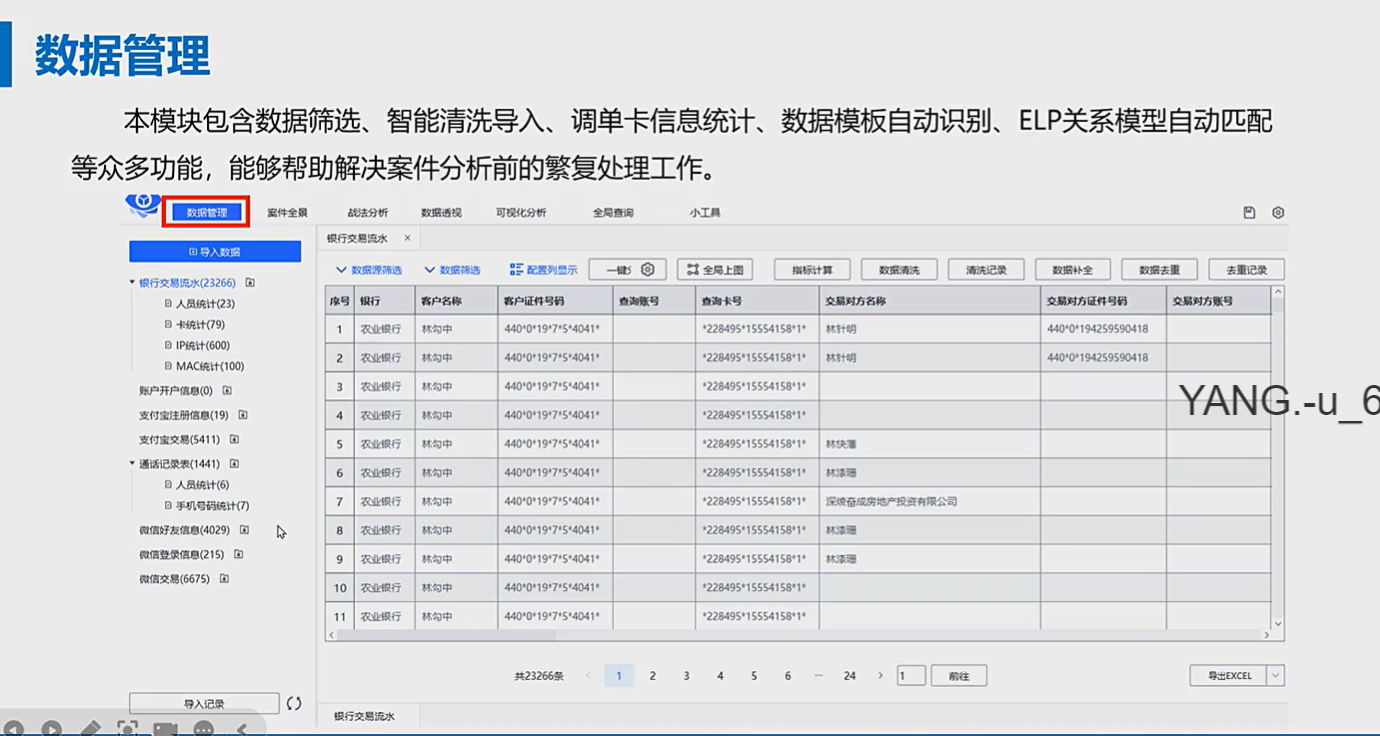 数据管理
本模块包含数据筛选、智能清洗导入、调单卡信息统计、数据模板自动识别、ELP关系模型自动匹配
等众多功能，能够帮助解决案件分析前的繁复处理工作。
数据管理 案件全景 战法分析 数据透视 可视化分析 全局查询 小工具
导入数据
银行交易流水(23266)
人员统计(23)
卡统计(79)
IP统计(600)
MAC统计(100)
账户开户信息(0)
支付宝注册信息(19)
支付宝交易(5411)
通话记录表(1441)
人员统计(6)
手机号码统计(7)
微信好友信息(4029)
微信登录信息(215)
微信交易(6675)
导入记录
银行交易流水 ×
数据源筛选 数据筛选 配置列显示 一键 全局上图 指标计算 数据清洗 清洗记录 数据补全 数据去重 去重记录
序号 银行 客户名称 客户证件号码 查询账号 查询卡号 交易对方名称 交易对方证件号码 交易对方账号
1 农业银行 林勾中 440*0*19*7*5*4041* *228495*15554158*1* 林针明 440*0*194259590418
2 农业银行 林勾中 440*0*19*7*5*4041* *228495*15554158*1* 林针明 440*0*194259590418
3 农业银行 林勾中 440*0*19*7*5*4041* *228495*15554158*1*
4 农业银行 林勾中 440*0*19*7*5*4041* *228495*15554158*1*
5 农业银行 林勾中 440*0*19*7*5*4041* *228495*15554158*1* 林快藩
6 农业银行 林勾中 440*0*19*7*5*4041* *228495*15554158*1* 林漆珊
7 农业银行 林勾中 440*0*19*7*5*4041* *228495*15554158*1* 深绫奋成房地产投资有限公司
8 农业银行 林勾中 440*0*19*7*5*4041* *228495*15554158*1* 林漆珊
9 农业银行 林勾中 440*0*19*7*5*4041* *228495*15554158*1* 林漆珊
10 农业银行 林勾中 440*0*19*7*5*4041* *228495*15554158*1*
11 农业银行 林勾中 440*0*19*7*5*4041* *228495*15554158*1*
YANG.-u_6
共23266条 < 1 2 3 4 5 6 ··· 24 > 1 前往 导出EXCEL
银行交易流水